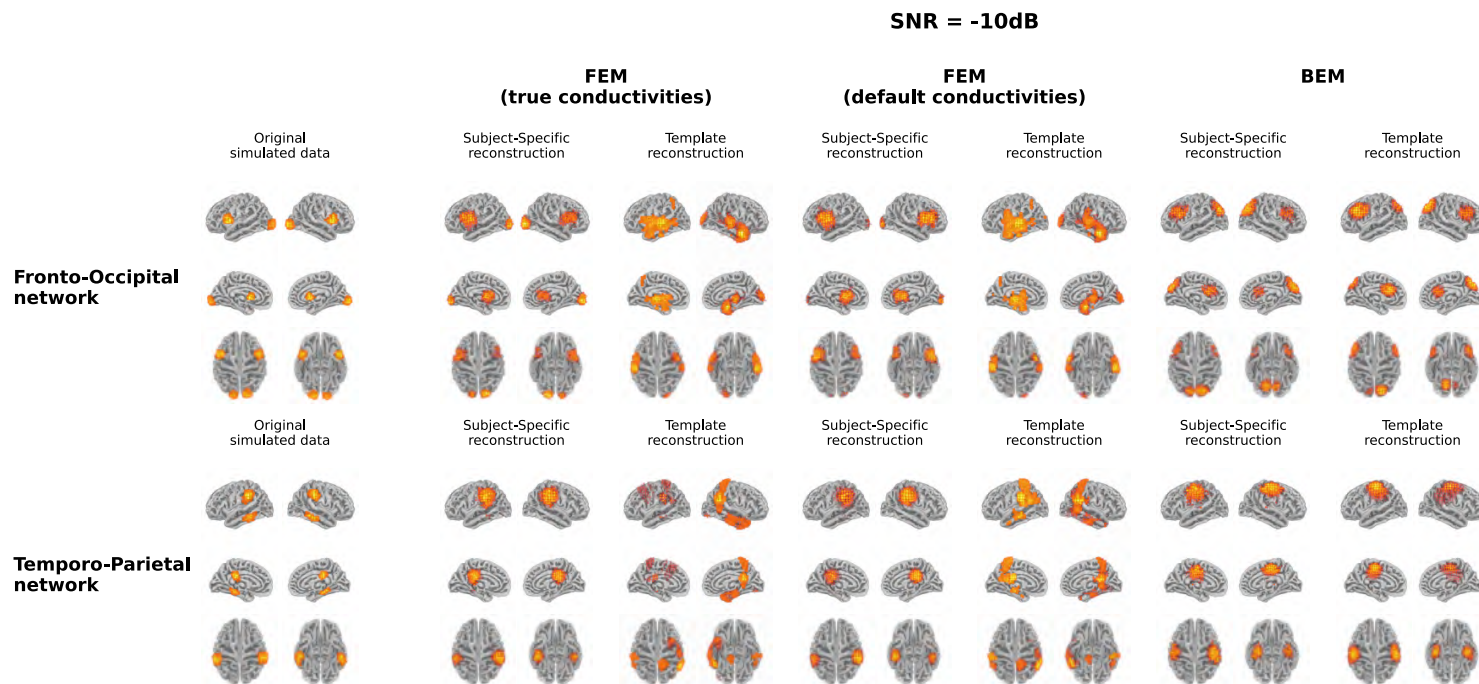 SNR = -10dB
FEM
(true conductivities)
FEM
(default conductivities)
BEM
Original
simulated data
Subject-Specific
reconstruction
Template
reconstruction
Subject-Specific
reconstruction
Template
reconstruction
Subject-Specific
reconstruction
Template
reconstruction
Fronto-Occipital
network
Original
simulated data
Subject-Specific
reconstruction
Template
reconstruction
Subject-Specific
reconstruction
Template
reconstruction
Subject-Specific
reconstruction
Template
reconstruction
Temporo-Parietal
network